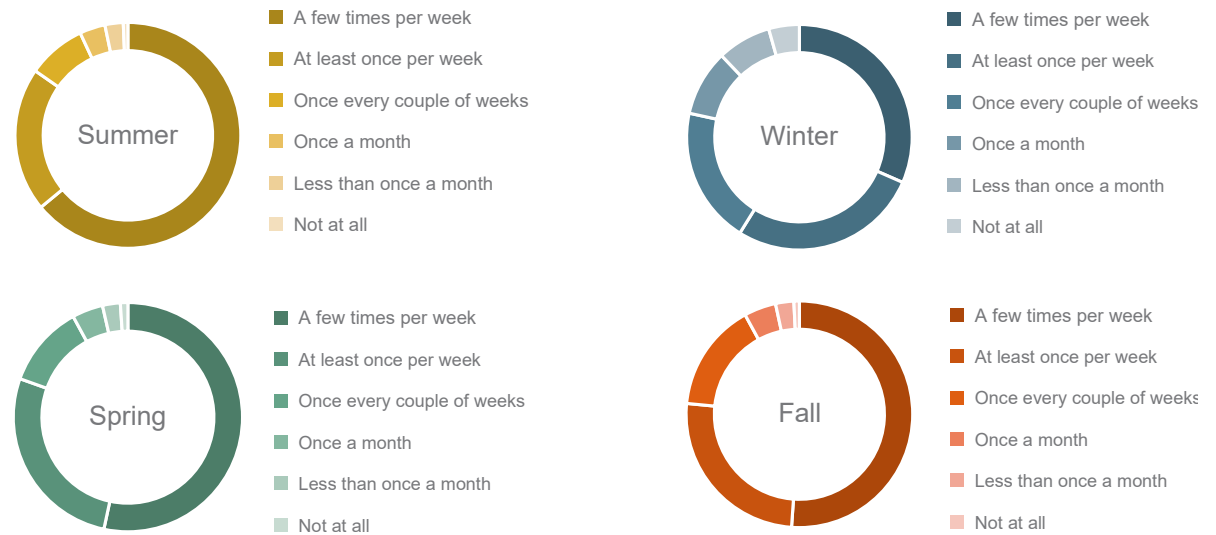 Summer
A few times per week
At least once per week
Once every couple of weeks
Once a month
Less than once a month
Not at all
Winter
A few times per week
At least once per week
Once every couple of weeks
Once a month
Less than once a month
Not at all
Spring
A few times per week
At least once per week
Once every couple of weeks
Once a month
Less than once a month
Not at all
Fall
A few times per week
At least once per week
Once every couple of weeks
Once a month
Less than once a month
Not at all